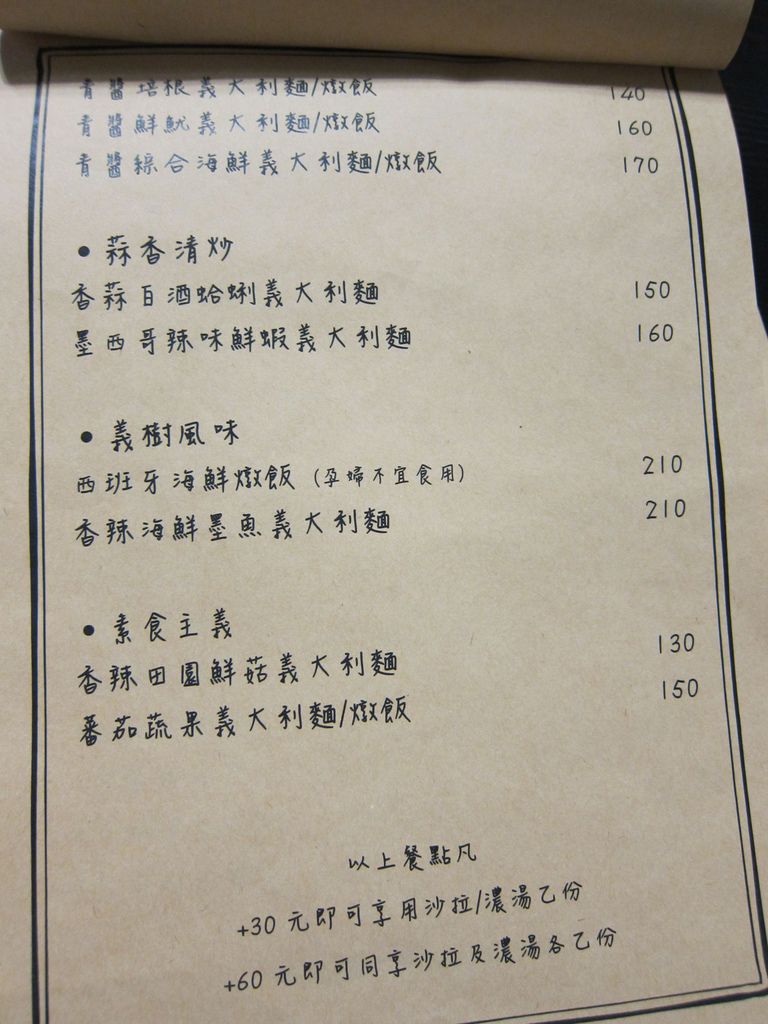 青醬培根義大利麵/燉飯 140
青醬鮮魷義大利麵/燉飯 160
青醬綜合海鮮義大利麵/燉飯 170
• 蒜香清炒
香蒜白酒蛤蜊義大利麵 150
墨西哥辣味鮮蝦義大利麵 160
• 義樹風味
西班牙海鮮燉飯 (孕婦不宜食用) 210
香辣海鮮墨魚義大利麵 210
• 素食主義
香辣田園鮮菇義大利麵 130
蕃茄蔬果義大利麵/燉飯 150
以上餐點凡
+30 元即可享用沙拉/濃湯乙份
+60 元即可同享沙拉及濃湯各乙份